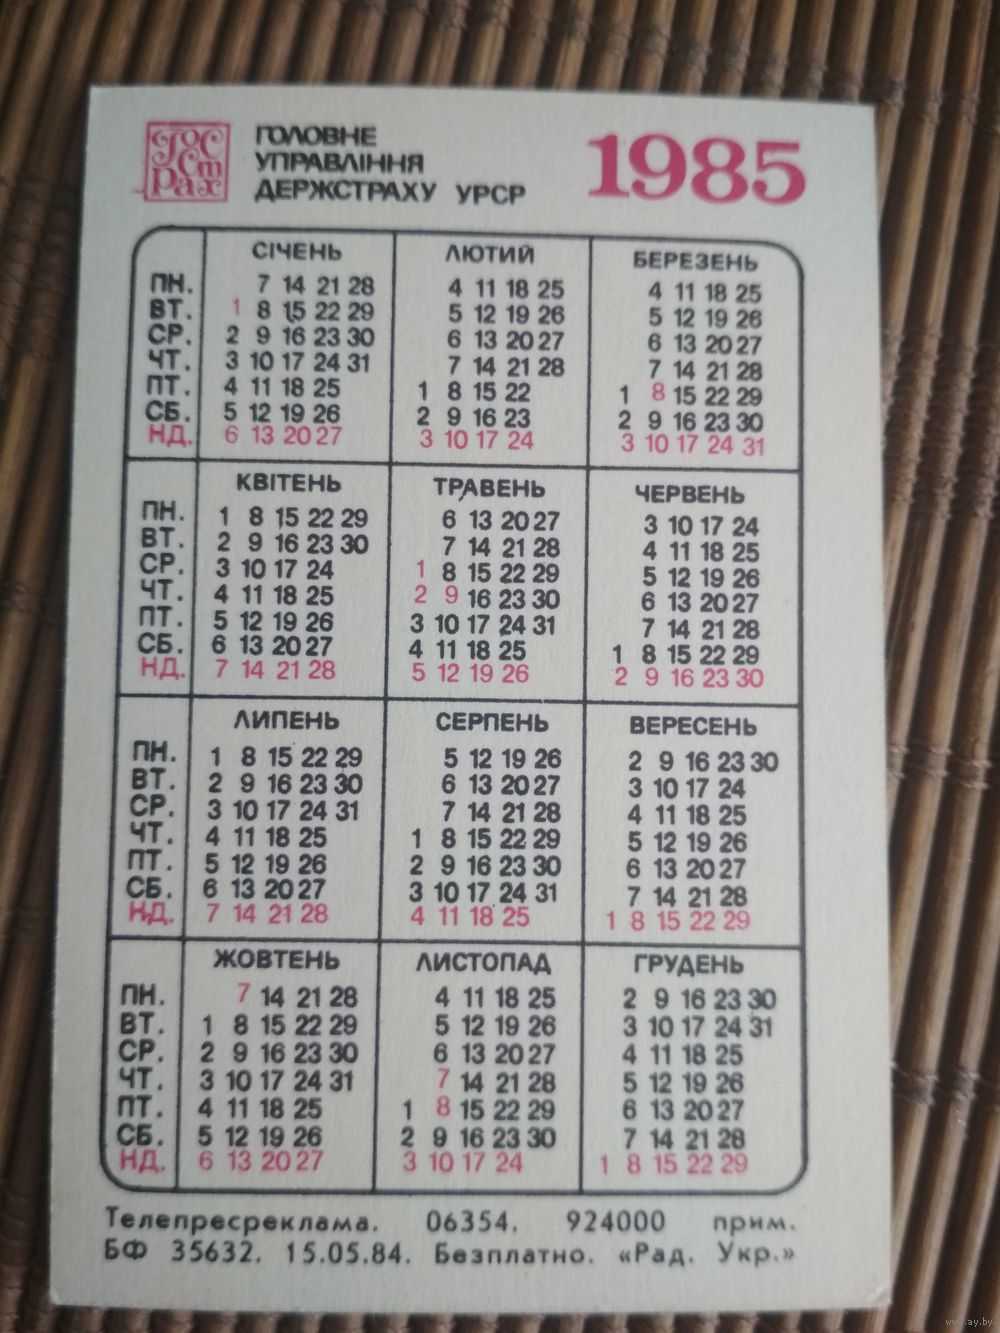 ГОС
Ст
Рах
ГОЛОВНЕ
УПРАВЛІННЯ
ДЕРЖСТРАХУ УРСР
1985
СІЧЕНЬ ЛЮТИЙ БЕРЕЗЕНЬ
ПН. 7 14 21 28 4 11 18 25 4 11 18 25
ВТ. 1 8 15 22 29 5 12 19 26 5 12 19 26
СР. 2 9 16 23 30 6 13 20 27 6 13 20 27
ЧТ. 3 10 17 24 31 7 14 21 28 7 14 21 28
ПТ. 4 11 18 25 1 8 15 22 1 8 15 22 29
СБ. 5 12 19 26 2 9 16 23 2 9 16 23 30
НД. 6 13 20 27 3 10 17 24 3 10 17 24 31
КВІТЕНЬ ТРАВЕНЬ ЧЕРВЕНЬ
ПН. 1 8 15 22 29 6 13 20 27 3 10 17 24
ВТ. 2 9 16 23 30 7 14 21 28 4 11 18 25
СР. 3 10 17 24 1 8 15 22 29 5 12 19 26
ЧТ. 4 11 18 25 2 9 16 23 30 6 13 20 27
ПТ. 5 12 19 26 3 10 17 24 31 7 14 21 28
СБ. 6 13 20 27 4 11 18 25 1 8 15 22 29
НД. 7 14 21 28 5 12 19 26 2 9 16 23 30
ЛИПЕНЬ СЕРПЕНЬ ВЕРЕСЕНЬ
ПН. 1 8 15 22 29 5 12 19 26 2 9 16 23 30
ВТ. 2 9 16 23 30 6 13 20 27 3 10 17 24
СР. 3 10 17 24 31 7 14 21 28 4 11 18 25
ЧТ. 4 11 18 25 1 8 15 22 29 5 12 19 26
ПТ. 5 12 19 26 2 9 16 23 30 6 13 20 27
СБ. 6 13 20 27 3 10 17 24 31 7 14 21 28
НД. 7 14 21 28 4 11 18 25 1 8 15 22 29
ЖОВТЕНЬ ЛИСТОПАД ГРУДЕНЬ
ПН. 7 14 21 28 4 11 18 25 2 9 16 23 30
ВТ. 1 8 15 22 29 5 12 19 26 3 10 17 24 31
СР. 2 9 16 23 30 6 13 20 27 4 11 18 25
ЧТ. 3 10 17 24 31 7 14 21 28 5 12 19 26
ПТ. 4 11 18 25 1 8 15 22 29 6 13 20 27
СБ. 5 12 19 26 2 9 16 23 30 7 14 21 28
НД. 6 13 20 27 3 10 17 24 1 8 15 22 29
Телепресреклама. 06354. 924000 прим.
БФ 35632. 15.05.84. Безплатно. «Рад. Укр.»
www.ay.by